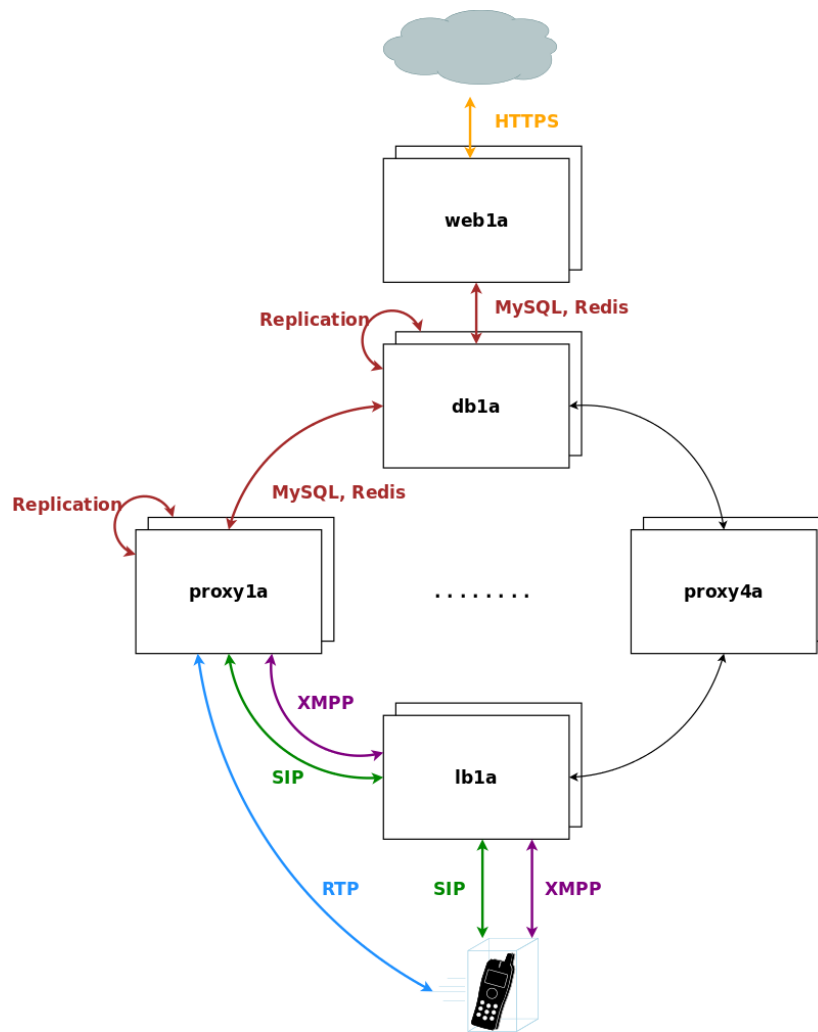 HTTPS
web1a
MySQL, Redis
Replication
db1a
MySQL, Redis
Replication
proxy1a
........
proxy4a
XMPP
SIP
lb1a
RTP
SIP
XMPP